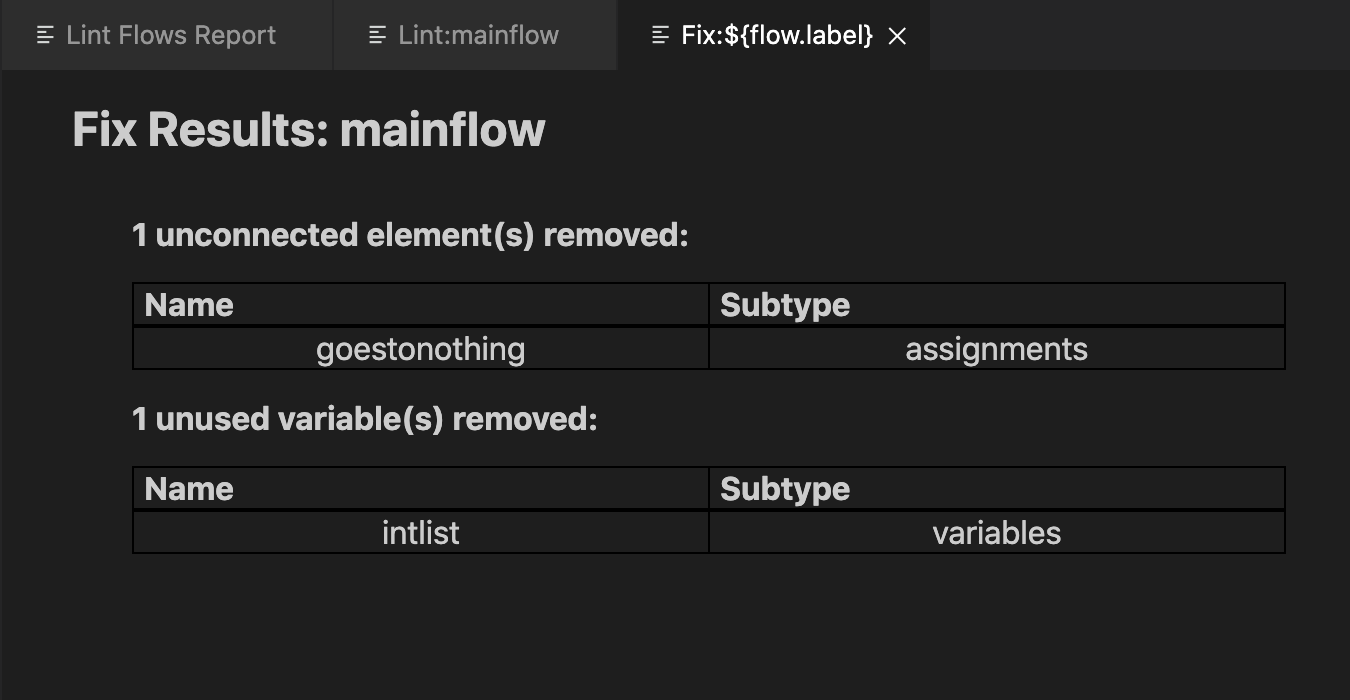 Lint Flows Report Lint:mainflow Fix:${flow.label}
Fix Results: mainflow
1 unconnected element(s) removed:
Name Subtype
goestonothing assignments
1 unused variable(s) removed:
Name Subtype
intlist variables